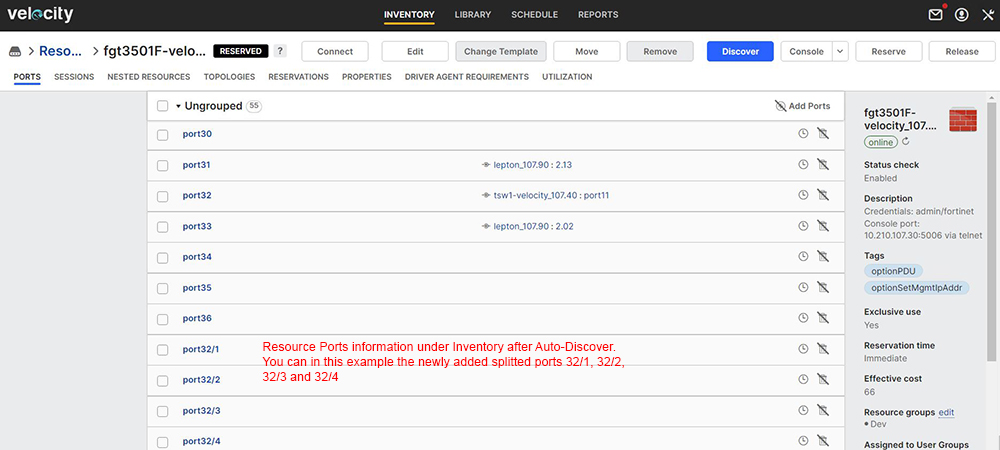 velocity
INVENTORY LIBRARY SCHEDULE REPORTS
Reso... fgt3501F-velo... RESERVED ? Connect Edit Change Template Move Remove Discover Console Reserve Release
PORTS SESSIONS NESTED RESOURCES TOPOLOGIES RESERVATIONS PROPERTIES DRIVER AGENT REQUIREMENTS UTILIZATION
Ungrouped 55 Add Ports
port30
port31 lepton_107.90 : 2.13
port32 tsw1-velocity_107.40 : port11
port33 lepton_107.90 : 2.02
port34
port35
port36
port32/1
port32/2
port32/3
port32/4
Resource Ports information under Inventory after Auto-Discover.
You can in this example the newly added splitted ports 32/1, 32/2,
32/3 and 32/4
fgt3501F-
velocity_107....
online
Status check
Enabled
Description
Credentials: admin/fortinet
Console port:
10.210.107.30:5006 via telnet
Tags
optionPDU
optionSetMgmtIpAddr
Exclusive use
Yes
Reservation time
Immediate
Effective cost
66
Resource groups edit
Dev
Assigned to User Groups